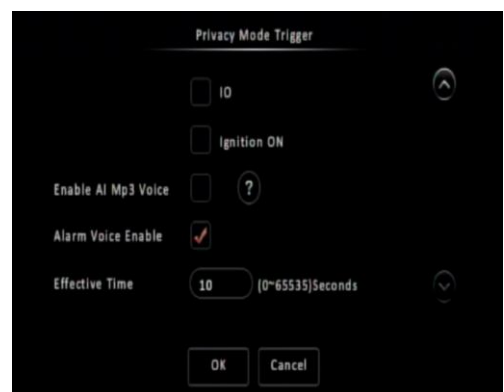 Privacy Mode Trigger
IO
Ignition ON
Enable AI Mp3 Voice ?
Alarm Voice Enable
Effective Time 10 (0~65535)Seconds
OK Cancel